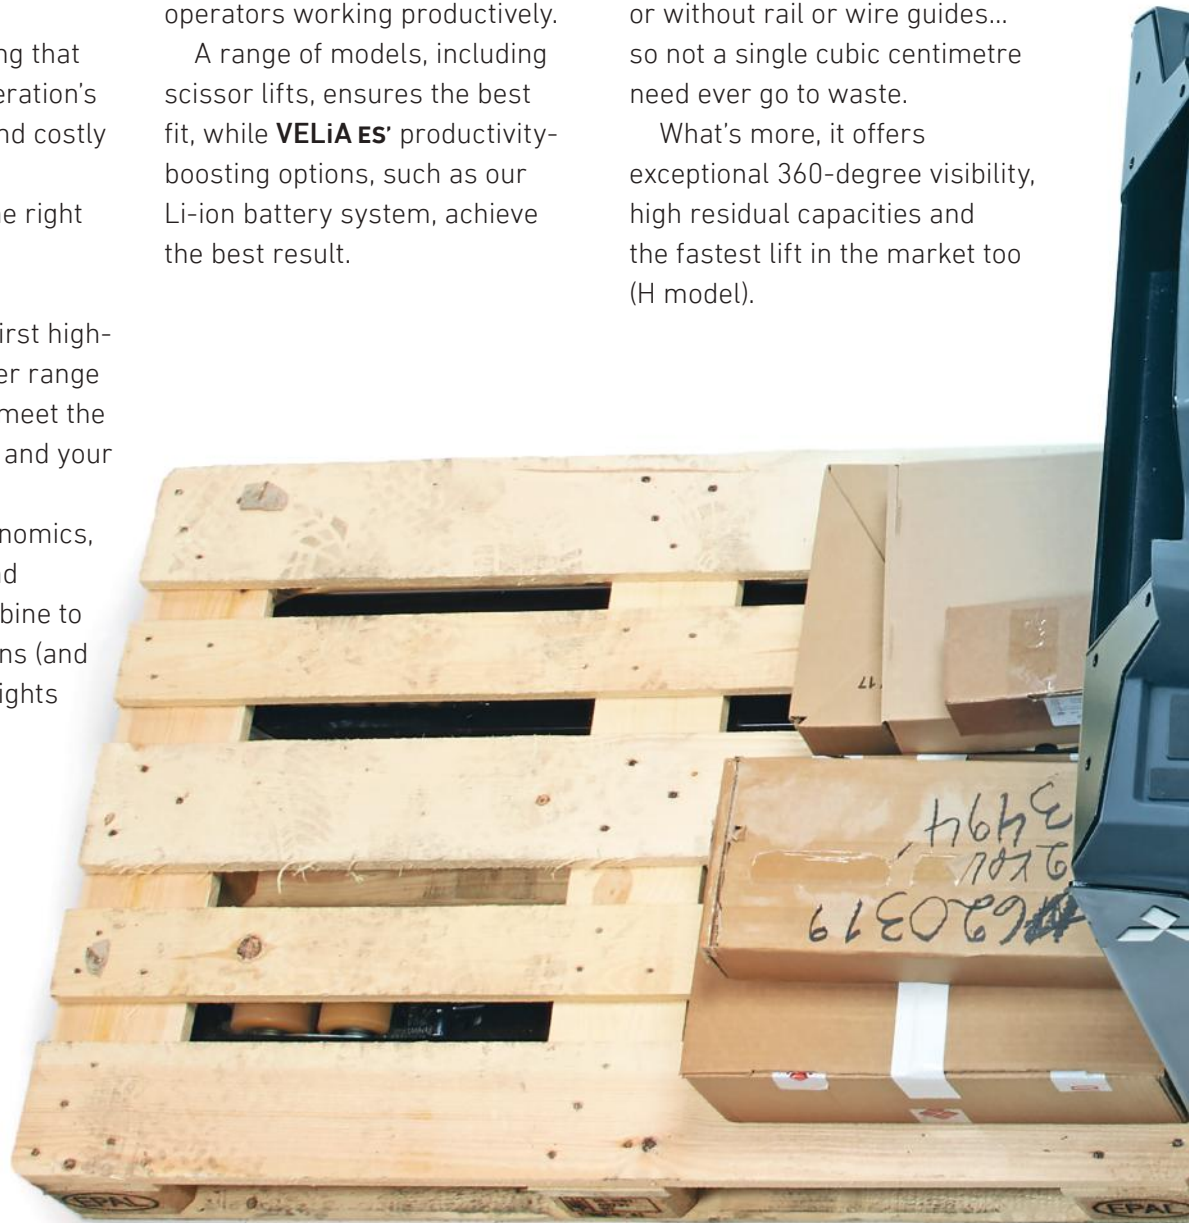 ng that
eration's
nd costly
e right
irst high-
er range
meet the
and your
nomics,
nd
bine to
ns (and
ights
operators working productively.
A range of models, including
scissor lifts, ensures the best
fit, while VELiA ES' productivity-
boosting options, such as our
Li-ion battery system, achieve
the best result.
or without rail or wire guides...
so not a single cubic centimetre
need ever go to waste.
What's more, it offers
exceptional 360-degree visibility,
high residual capacities and
the fastest lift in the market too
(H model).
17
620319
3494
EPAL
EPAL